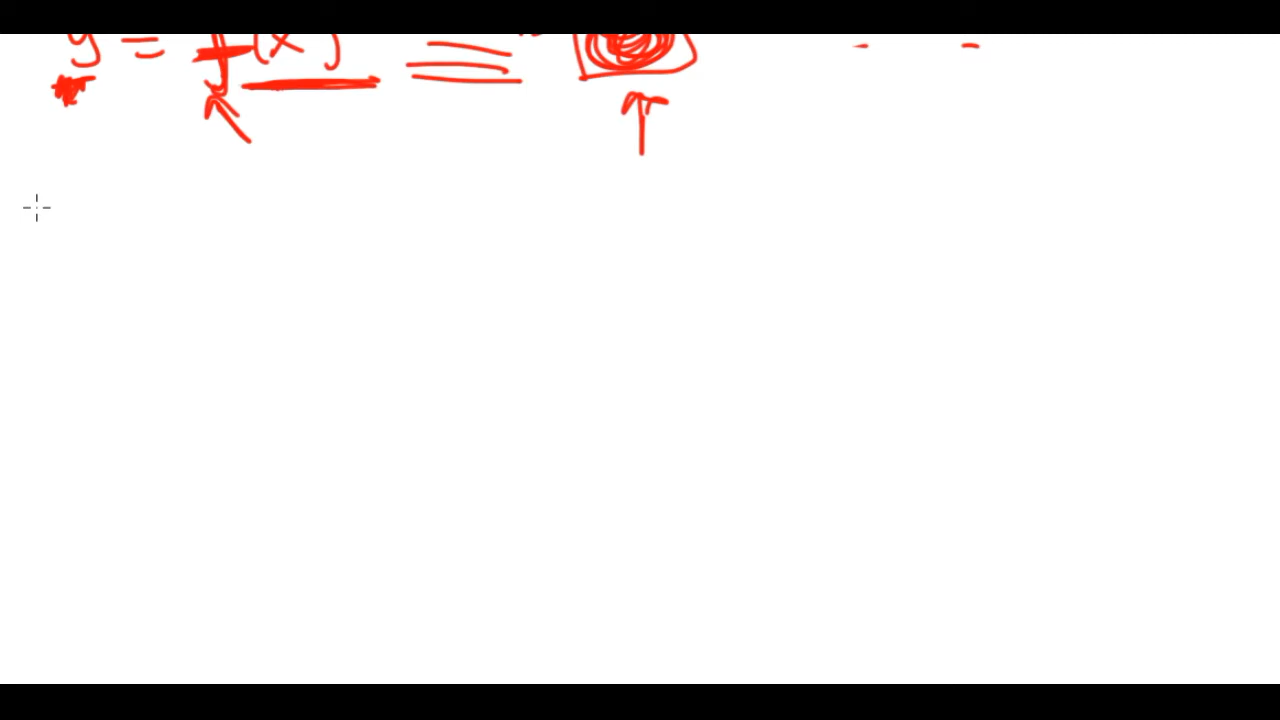 y = f(x)